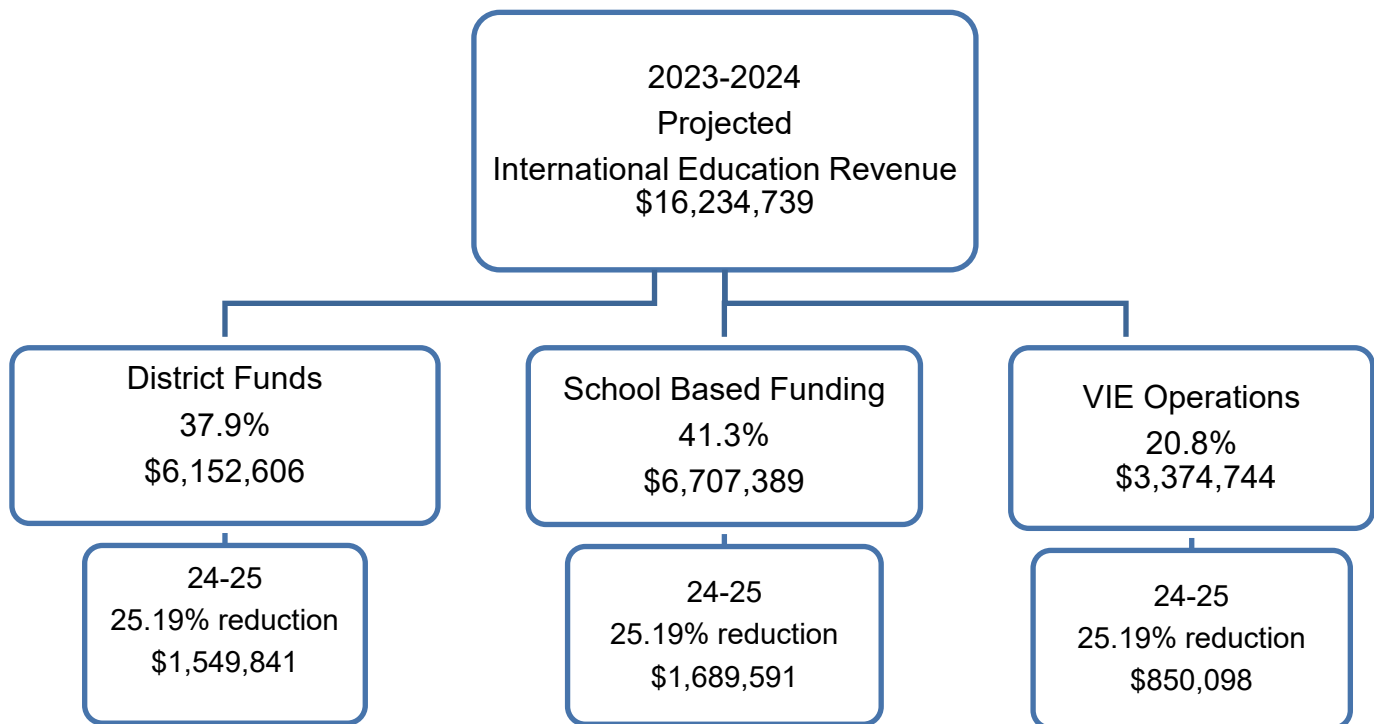 2023-2024
Projected
International Education Revenue
$16,234,739
District Funds
37.9%
$6,152,606
School Based Funding
41.3%
$6,707,389
VIE Operations
20.8%
$3,374,744
24-25
25.19% reduction
$1,549,841
24-25
25.19% reduction
$1,689,591
24-25
25.19% reduction
$850,098